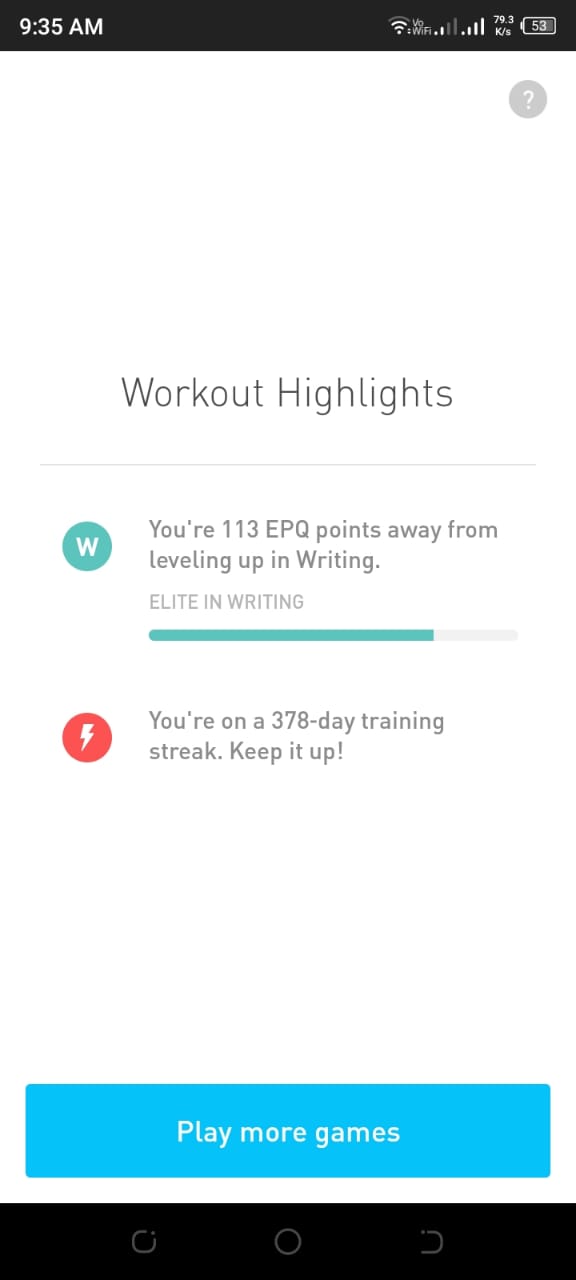 9:35 AM
Vo
WiFi
79.3
K/s
53
?
Workout Highlights
W
You're 113 EPQ points away from
leveling up in Writing.
ELITE IN WRITING
You're on a 378-day training
streak. Keep it up!
Play more games